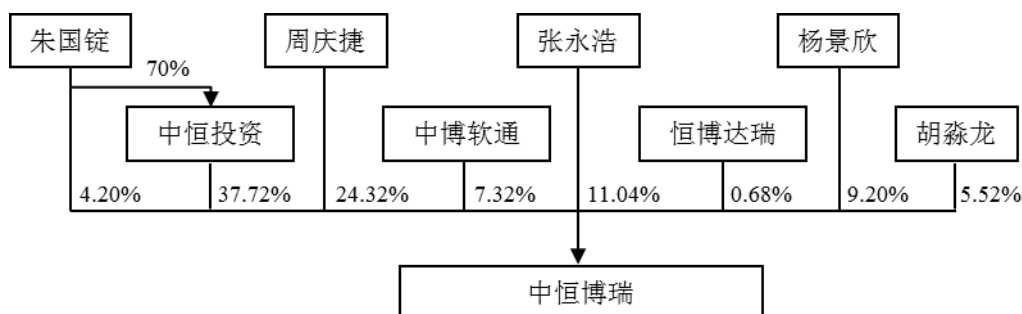 朱国锭 周庆捷 张永浩 杨景欣
70%
中恒投资 中博软通 恒博达瑞 胡淼龙
4.20% 37.72% 24.32% 7.32% 11.04% 0.68% 9.20% 5.52%
中恒博瑞